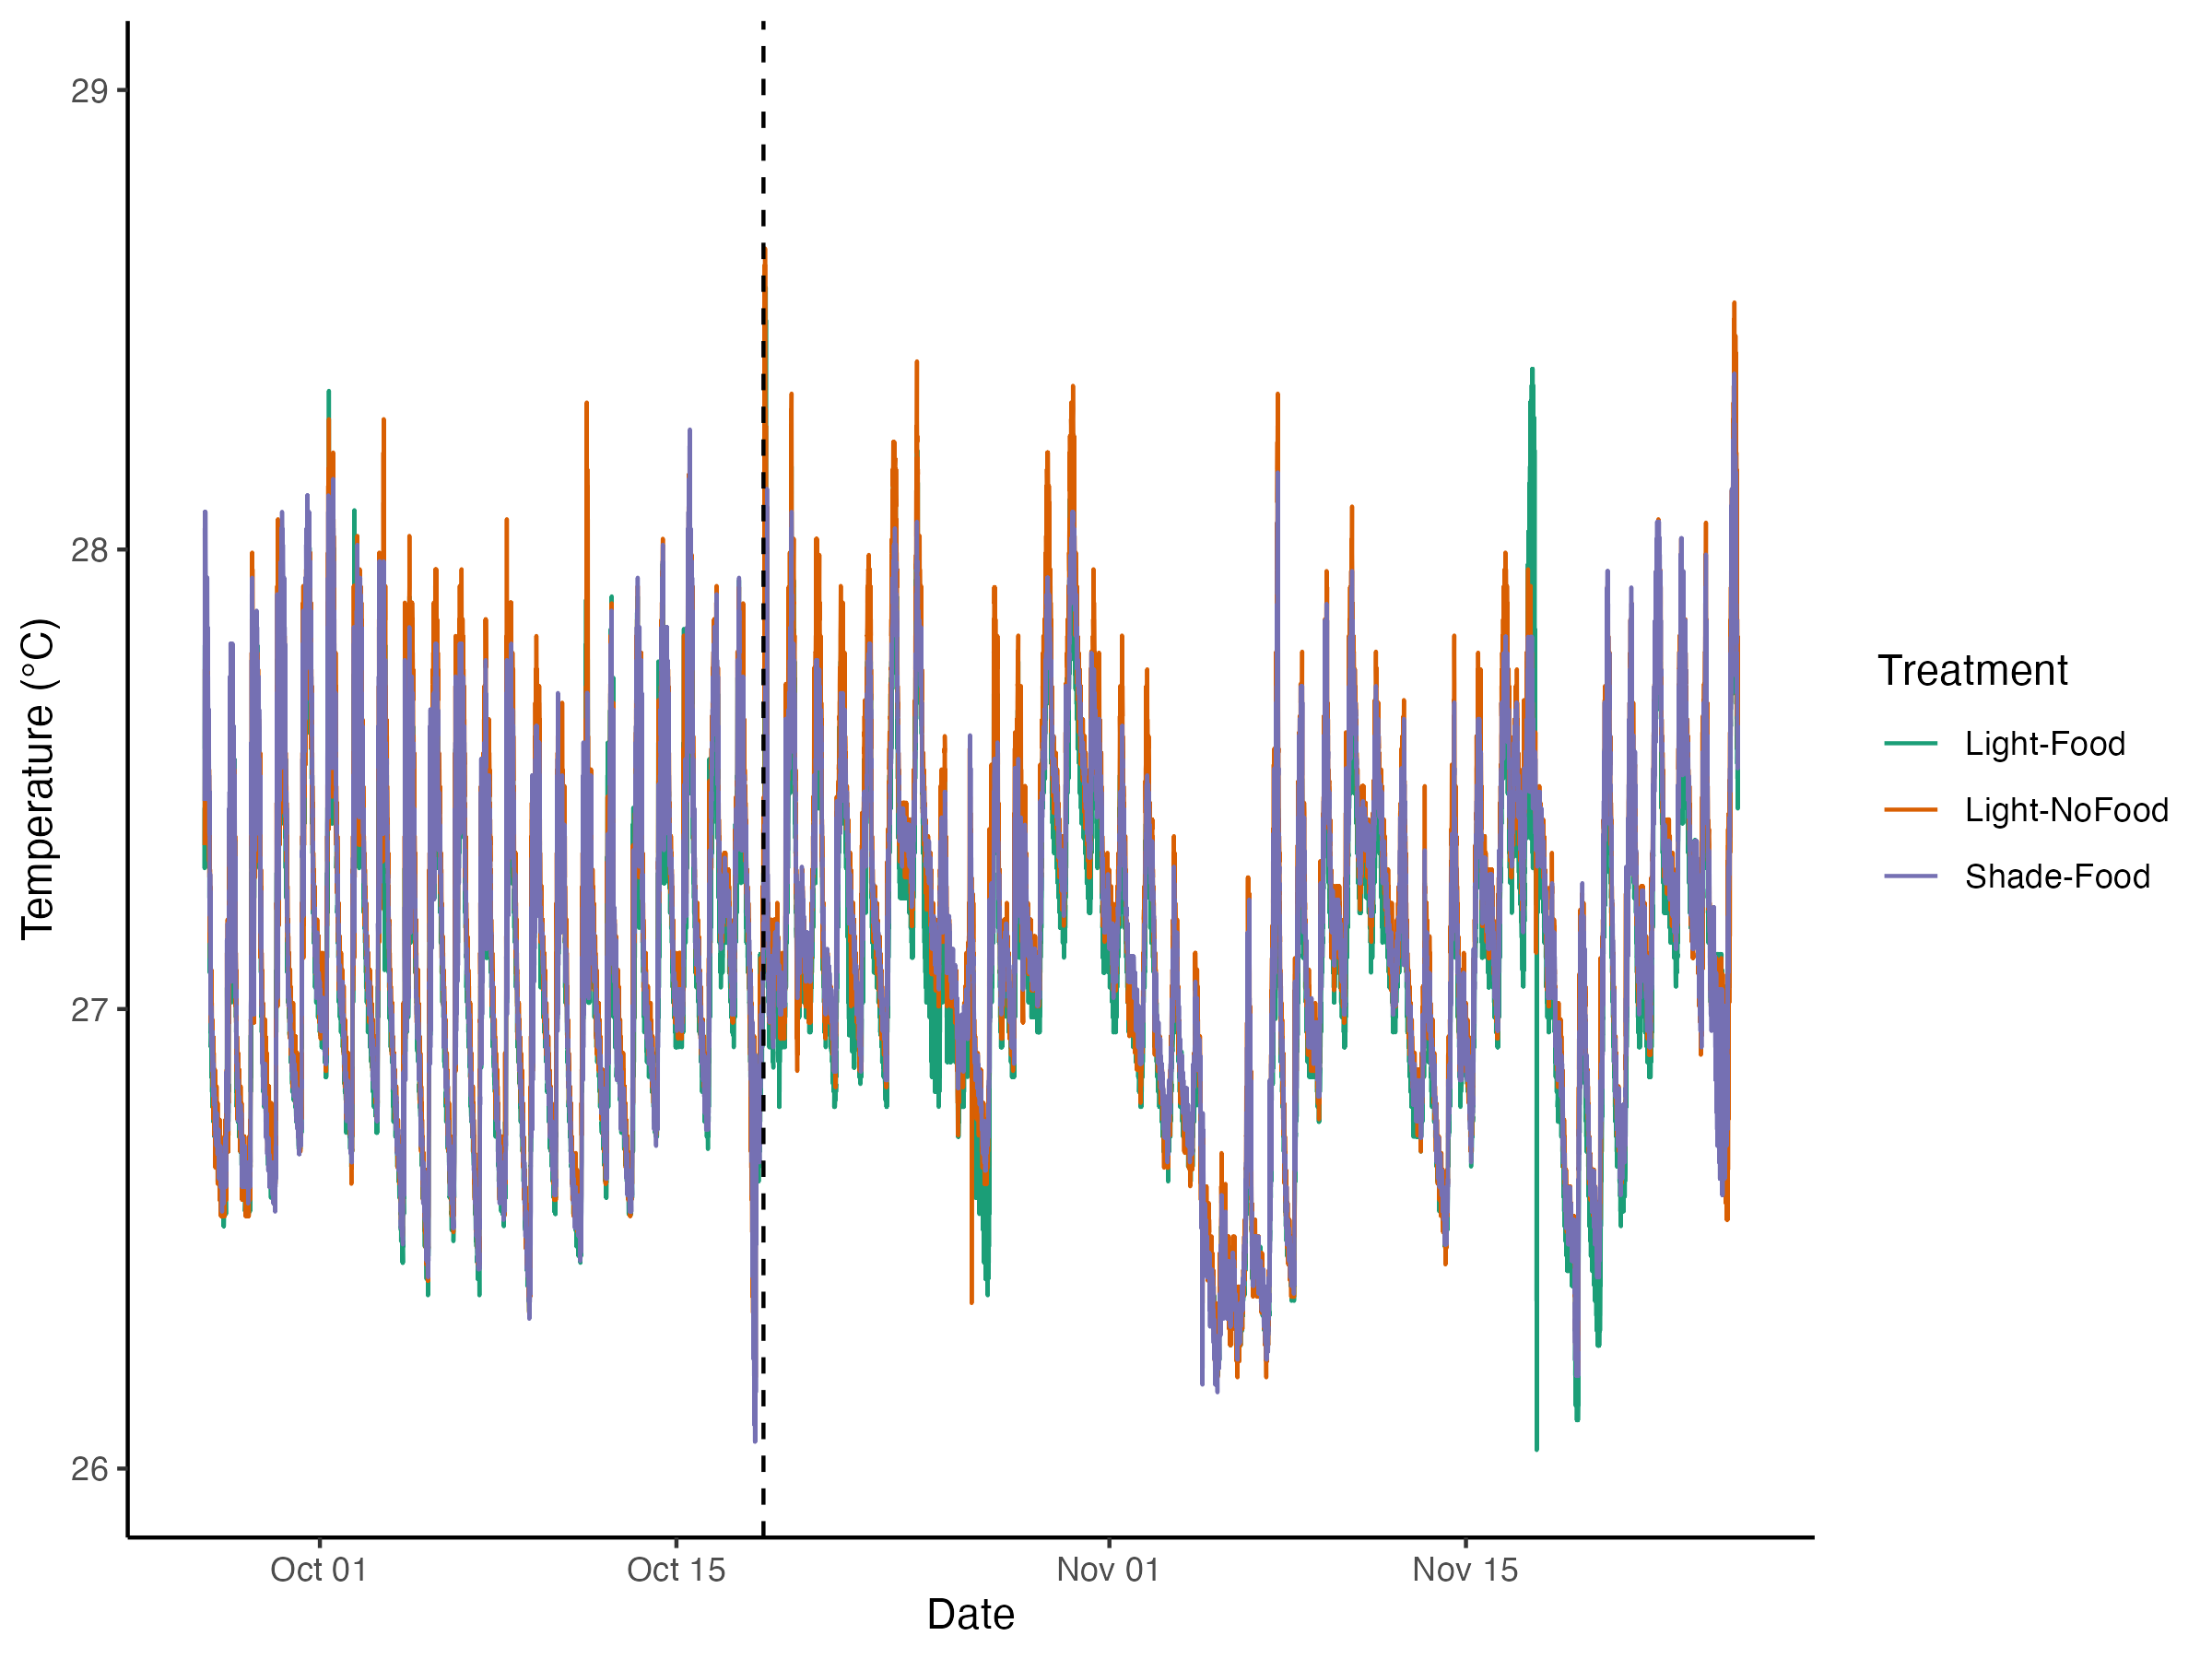 Temperature (°C)
29
28
27
26
Oct 01
Oct 15
Nov 01
Nov 15
Date
Treatment
Light-Food
Light-NoFood
Shade-Food